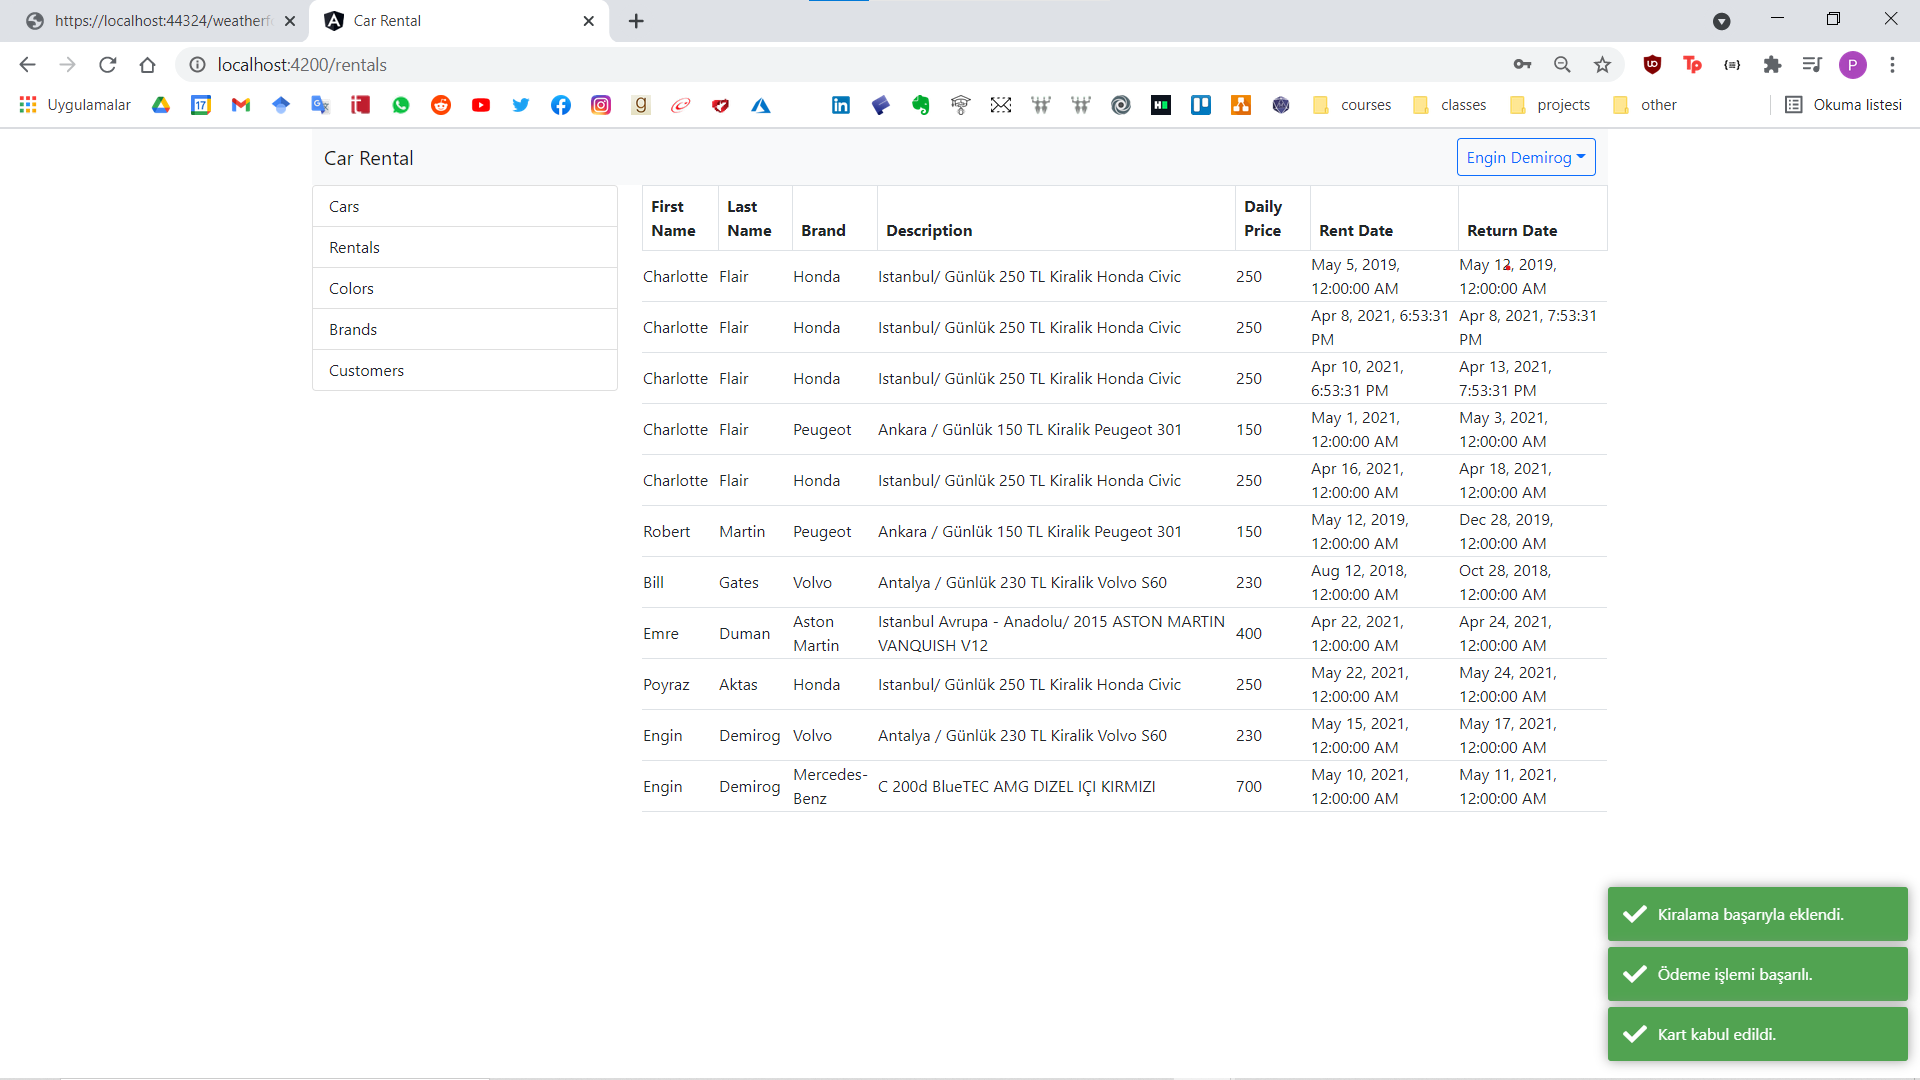 https://localhost:44324/weatherf
Car Rental
localhost:4200/rentals
Uygulamalar
courses
classes
projects
other
Okuma listesi
Car Rental
Engin Demirog
Cars
Rentals
Colors
Brands
Customers
First Name Last Name Brand Description Daily Price Rent Date Return Date
Charlotte Flair Honda Istanbul/ Günlük 250 TL Kiralik Honda Civic 250 May 5, 2019, 12:00:00 AM May 12, 2019, 12:00:00 AM
Charlotte Flair Honda Istanbul/ Günlük 250 TL Kiralik Honda Civic 250 Apr 8, 2021, 6:53:31 PM Apr 8, 2021, 7:53:31 PM
Charlotte Flair Honda Istanbul/ Günlük 250 TL Kiralik Honda Civic 250 Apr 10, 2021, 6:53:31 PM Apr 13, 2021, 7:53:31 PM
Charlotte Flair Peugeot Ankara / Günlük 150 TL Kiralik Peugeot 301 150 May 1, 2021, 12:00:00 AM May 3, 2021, 12:00:00 AM
Charlotte Flair Honda Istanbul/ Günlük 250 TL Kiralik Honda Civic 250 Apr 16, 2021, 12:00:00 AM Apr 18, 2021, 12:00:00 AM
Robert Martin Peugeot Ankara / Günlük 150 TL Kiralik Peugeot 301 150 May 12, 2019, 12:00:00 AM Dec 28, 2019, 12:00:00 AM
Bill Gates Volvo Antalya / Günlük 230 TL Kiralik Volvo S60 230 Aug 12, 2018, 12:00:00 AM Oct 28, 2018, 12:00:00 AM
Emre Duman Aston Martin Istanbul Avrupa - Anadolu/ 2015 ASTON MARTIN VANQUISH V12 400 Apr 22, 2021, 12:00:00 AM Apr 24, 2021, 12:00:00 AM
Poyraz Aktas Honda Istanbul/ Günlük 250 TL Kiralik Honda Civic 250 May 22, 2021, 12:00:00 AM May 24, 2021, 12:00:00 AM
Engin Demirog Volvo Antalya / Günlük 230 TL Kiralik Volvo S60 230 May 15, 2021, 12:00:00 AM May 17, 2021, 12:00:00 AM
Engin Demirog Mercedes-Benz C 200d BlueTEC AMG DIZEL IÇI KIRMIZI 700 May 10, 2021, 12:00:00 AM May 11, 2021, 12:00:00 AM
Kiralama başarıyla eklendi.
Ödeme işlemi başarılı.
Kart kabul edildi.